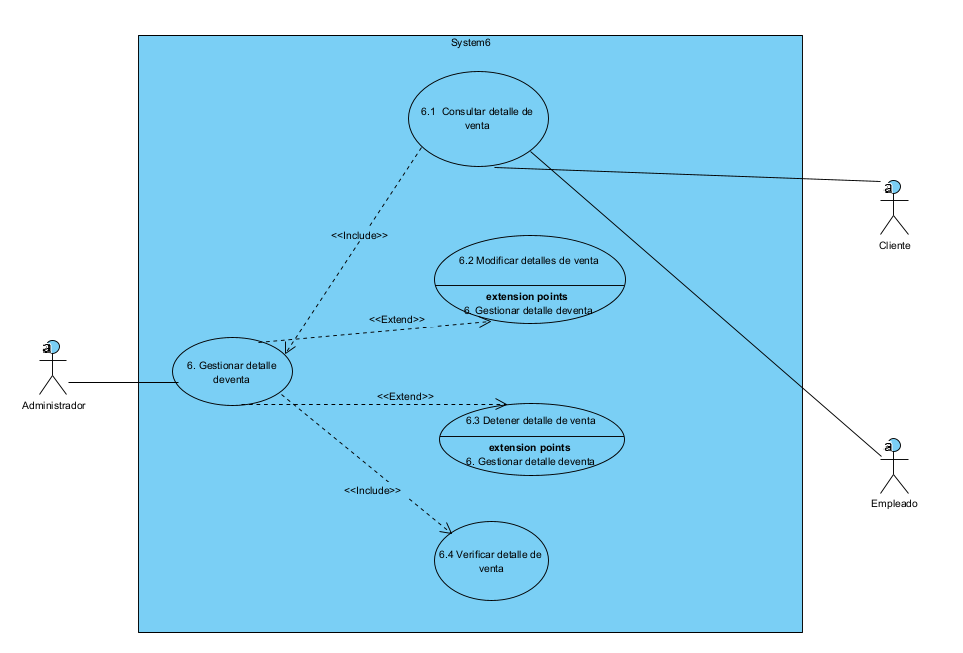 System6
6.1 Consultar detalle de
venta
a
Cliente
<<Include>>
6.2 Modificar detalles de venta
extension points
6. Gestionar detalle deventa
<<Extend>>
a
Administrador
6. Gestionar detalle
deventa
<<Extend>>
6.3 Detener detalle de venta
extension points
6. Gestionar detalle deventa
a
Empleado
<<Include>>
6.4 Verificar detalle de
venta